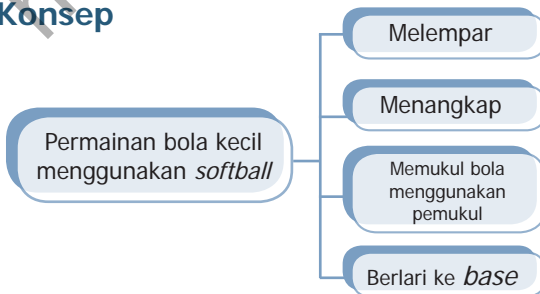 Konsep
Permainan bola kecil
menggunakan softball
Melempar
Menangkap
Memukul bola
menggunakan
pemukul
Berlari ke base